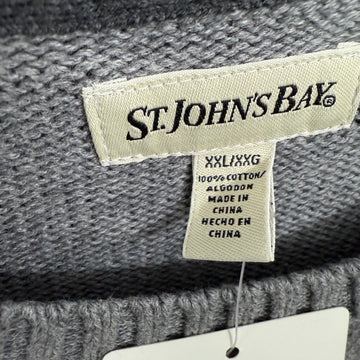 ST. JOHN'S BAY®
XXL/XXG
100% COTTON/
ALGODON
MADE IN
CHINA
HECHO EN
CHINA